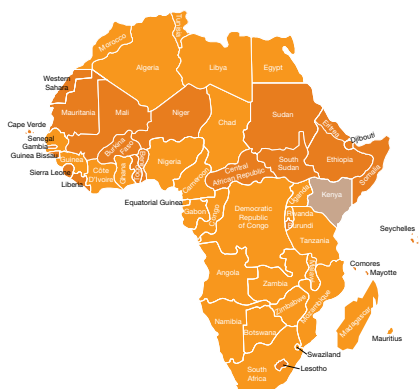 Morocco
Tunisia
Algeria
Libya
Egypt
Western
Sahara
Mauritania
Mali
Niger
Chad
Sudan
Eritrea
Djibouti
Cape Verde
Senegal
Gambia
Guinea Bissau
Guinea
Sierra Leone
Liberia
Côte
D'Ivoire
Burkina
Faso
Ghana
Togo
Benin
Nigeria
Cameroon
Central
African Republic
South
Sudan
Ethiopia
Somalia
Equatorial Guinea
Gabon
Congo
Democratic
Republic
of Congo
Uganda
Kenya
Rwanda
Burundi
Tanzania
Seychelles
Comoros
Mayotte
Angola
Zambia
Malawi
Mozambique
Zimbabwe
Madagascar
Mauritius
Namibia
Botswana
Swaziland
Lesotho
South
Africa